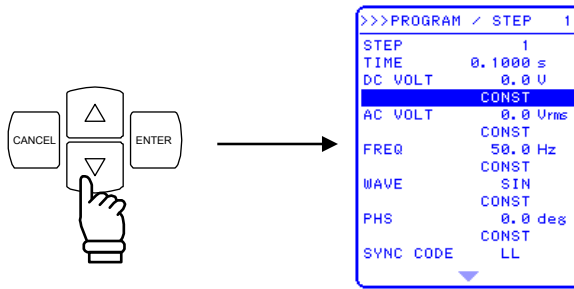 CANCEL
ENTER
>>>PROGRAM / STEP 1
STEP 1
TIME 0.1000 s
DC VOLT 0.0 V
CONST
AC VOLT 0.0 Vrms
CONST
FREQ 50.0 Hz
CONST
WAVE SIN
CONST
PHS 0.0 deg
CONST
SYNC CODE LL